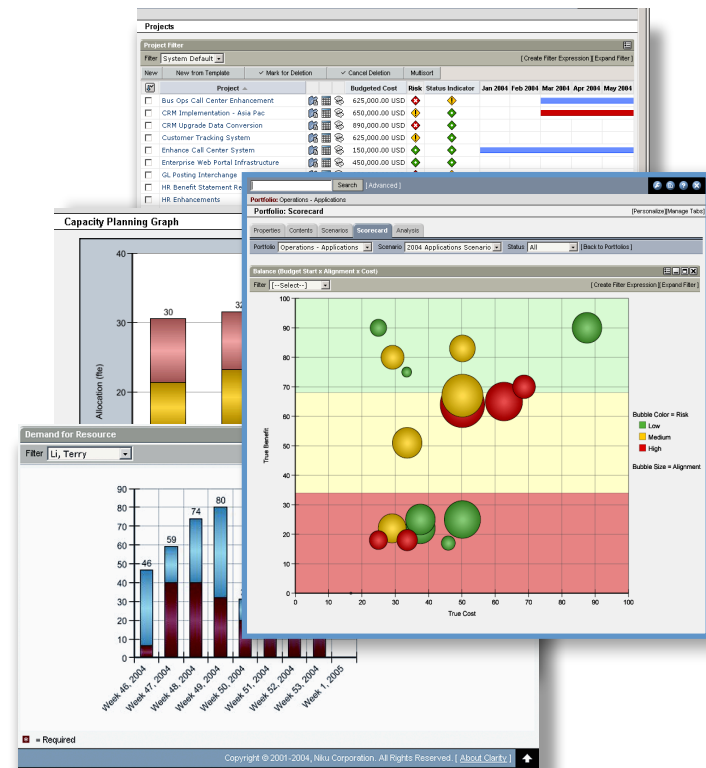 Projects
Project Filter
Filter System Default [ Create Filter Expression ][ Expand Filter ]
New New from Template ✓ Mark for Deletion ✓ Cancel Deletion Multisort
Project Budgeted Cost Risk Status Indicator Jan 2004 Feb 2004 Mar 2004 Apr 2004 May 2004
Bus Ops Call Center Enhancement 625,000.00 USD
CRM Implementation - Asia Pac 650,000.00 USD
CRM Upgrade Data Conversion 890,000.00 USD
Customer Tracking System 625,000.00 USD
Enhance Call Center System 150,000.00 USD
Enterprise Web Portal Infrastructure 450,000.00 USD
GL Posting Interchange
HR Benefit Statement Re
HR Enhancements
Search [ Advanced ]
Portfolio: Operations - Applications
Portfolio: Scorecard [Personalize][Manage Tabs]
Properties Contents Scenarios Scorecard Analysis
Portfolio Operations - Applications Scenario 2004 Applications Scenario Status All [ Back to Portfolios ]
Balance (Budget Start x Alignment x Cost)
Filter [--Select--] [ Create Filter Expression ][ Expand Filter ]
100
90
80
70
60
50
40
30
20
10
0
True Benefit
0 10 20 30 40 50 60 70 80 90 100
True Cost
Bubble Color = Risk
Low
Medium
High
Bubble Size = Alignment
Capacity Planning Graph
40
30
20
Allocation (fte)
30
Demand for Resource
Filter Li, Terry
90
80
70
60
50
40
30
20
10
0
46
59
74
80
Week 46, 2004
Week 47, 2004
Week 48, 2004
Week 49, 2004
Week 50, 2004
Week 51, 2004
Week 52, 2004
Week 53, 2004
Week 1, 2005
= Required
Copyright © 2001-2004, Niku Corporation. All Rights Reserved. [ About Clarity ]